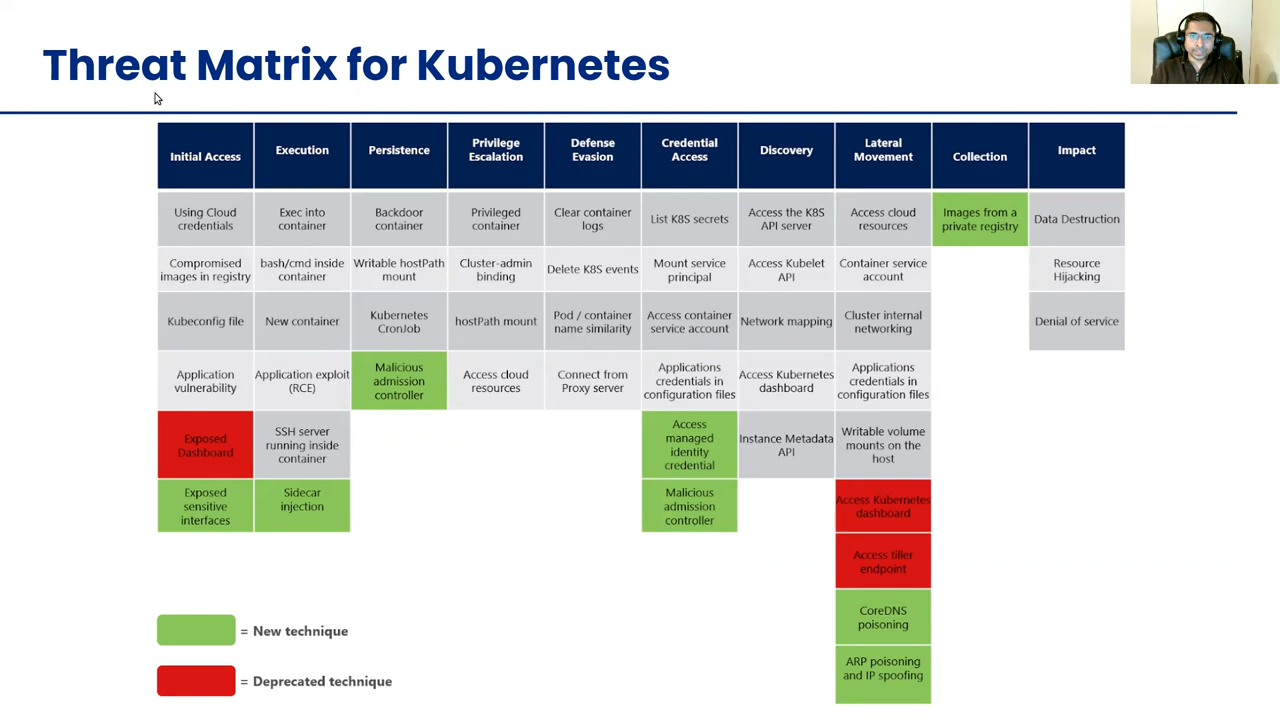 Threat Matrix for Kubernetes
Initial Access
Execution
Persistence
Privilege
Escalation
Defense
Evasion
Credential
Access
Discovery
Lateral
Movement
Collection
Impact
Using Cloud
credentials
Exec into
container
Backdoor
container
Privileged
container
Clear container
logs
List K8S secrets
Access the K8S
API server
Access cloud
resources
Images from a
private registry
Data Destruction
Compromised
images in registry
bash/cmd inside
container
Writable hostPath
mount
Cluster-admin
binding
Delete K8S events
Mount service
principal
Access Kubelet
API
Container service
account
Resource
Hijacking
Kubeconfig file
New container
Kubernetes
CronJob
hostPath mount
Pod / container
name similarity
Access container
service account
Network mapping
Cluster internal
networking
Denial of service
Application
vulnerability
Application exploit
(RCE)
Malicious
admission
controller
Access cloud
resources
Connect from
Proxy server
Applications
credentials in
configuration files
Access Kubernetes
dashboard
Applications
credentials in
configuration files
Exposed
Dashboard
SSH server
running inside
container
Access
managed
identity
credential
Instance Metadata
API
Writable volume
mounts on the
host
Exposed
sensitive
interfaces
Sidecar
injection
Malicious
admission
controller
Access Kubernetes
dashboard
Access tiller
endpoint
CoreDNS
poisoning
ARP poisoning
and IP spoofing
= New technique
= Deprecated technique